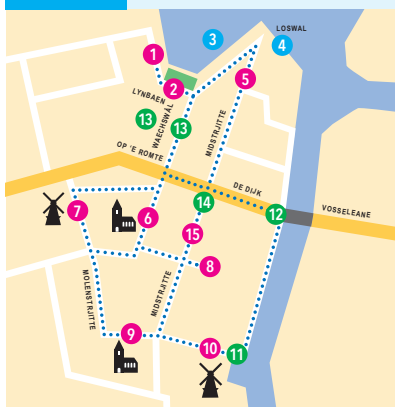 LOSWAL
3
4
1
5
2
LYNBAEN
13
13
WAECHSWÂL
MIDSTRJITTE
OP 'E ROMTE
DE DIJK
14
12
VOSSELEANE
7
6
15
8
MOLENSTRJITTE
MIDSTRJITTE
9
10
11